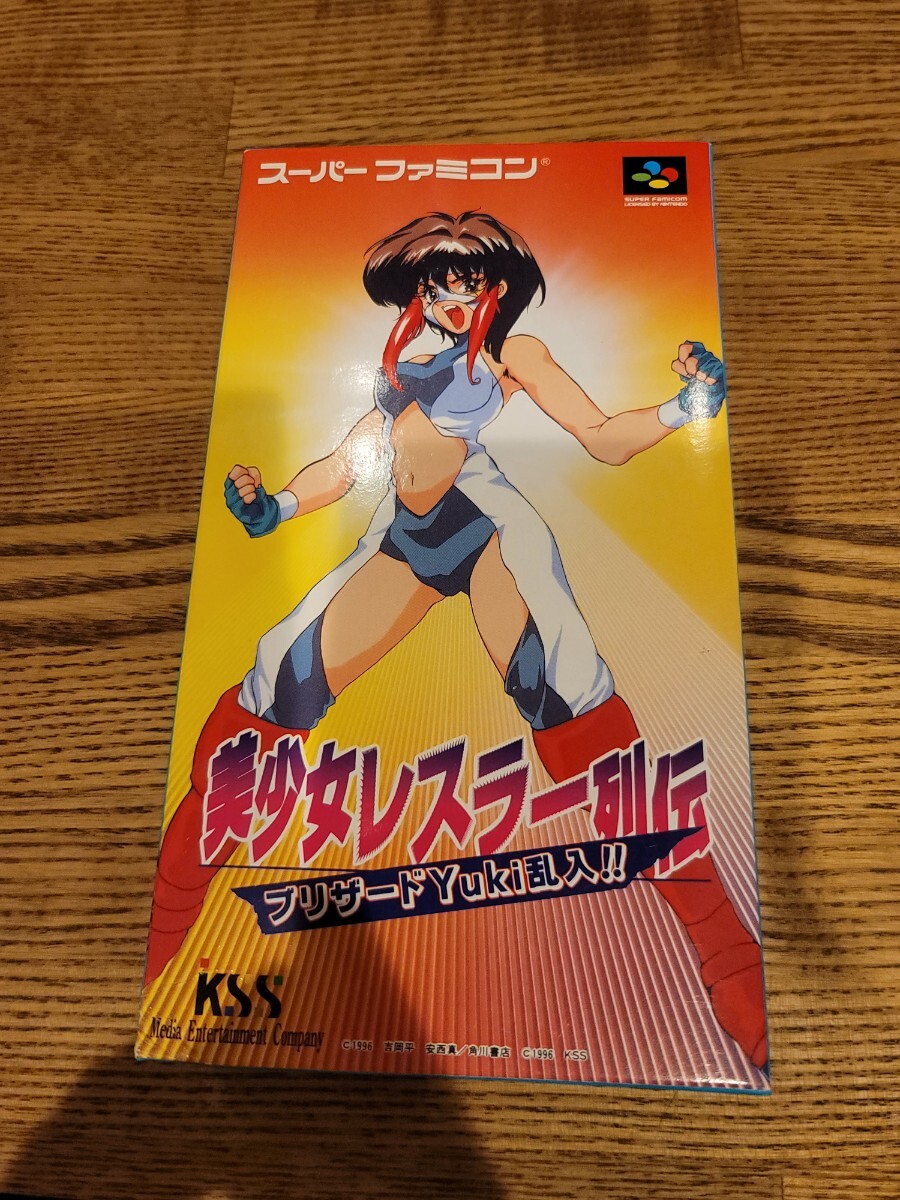 スーパーファミコン®
SUPER FAMICOM
LICENSED BY NINTENDO
美少女レスラー列伝
ブリザードYuki乱入!!
KSS
Media Entertainment Company
©1996 吉岡平 安西真/角川書店 ©1996 KSS